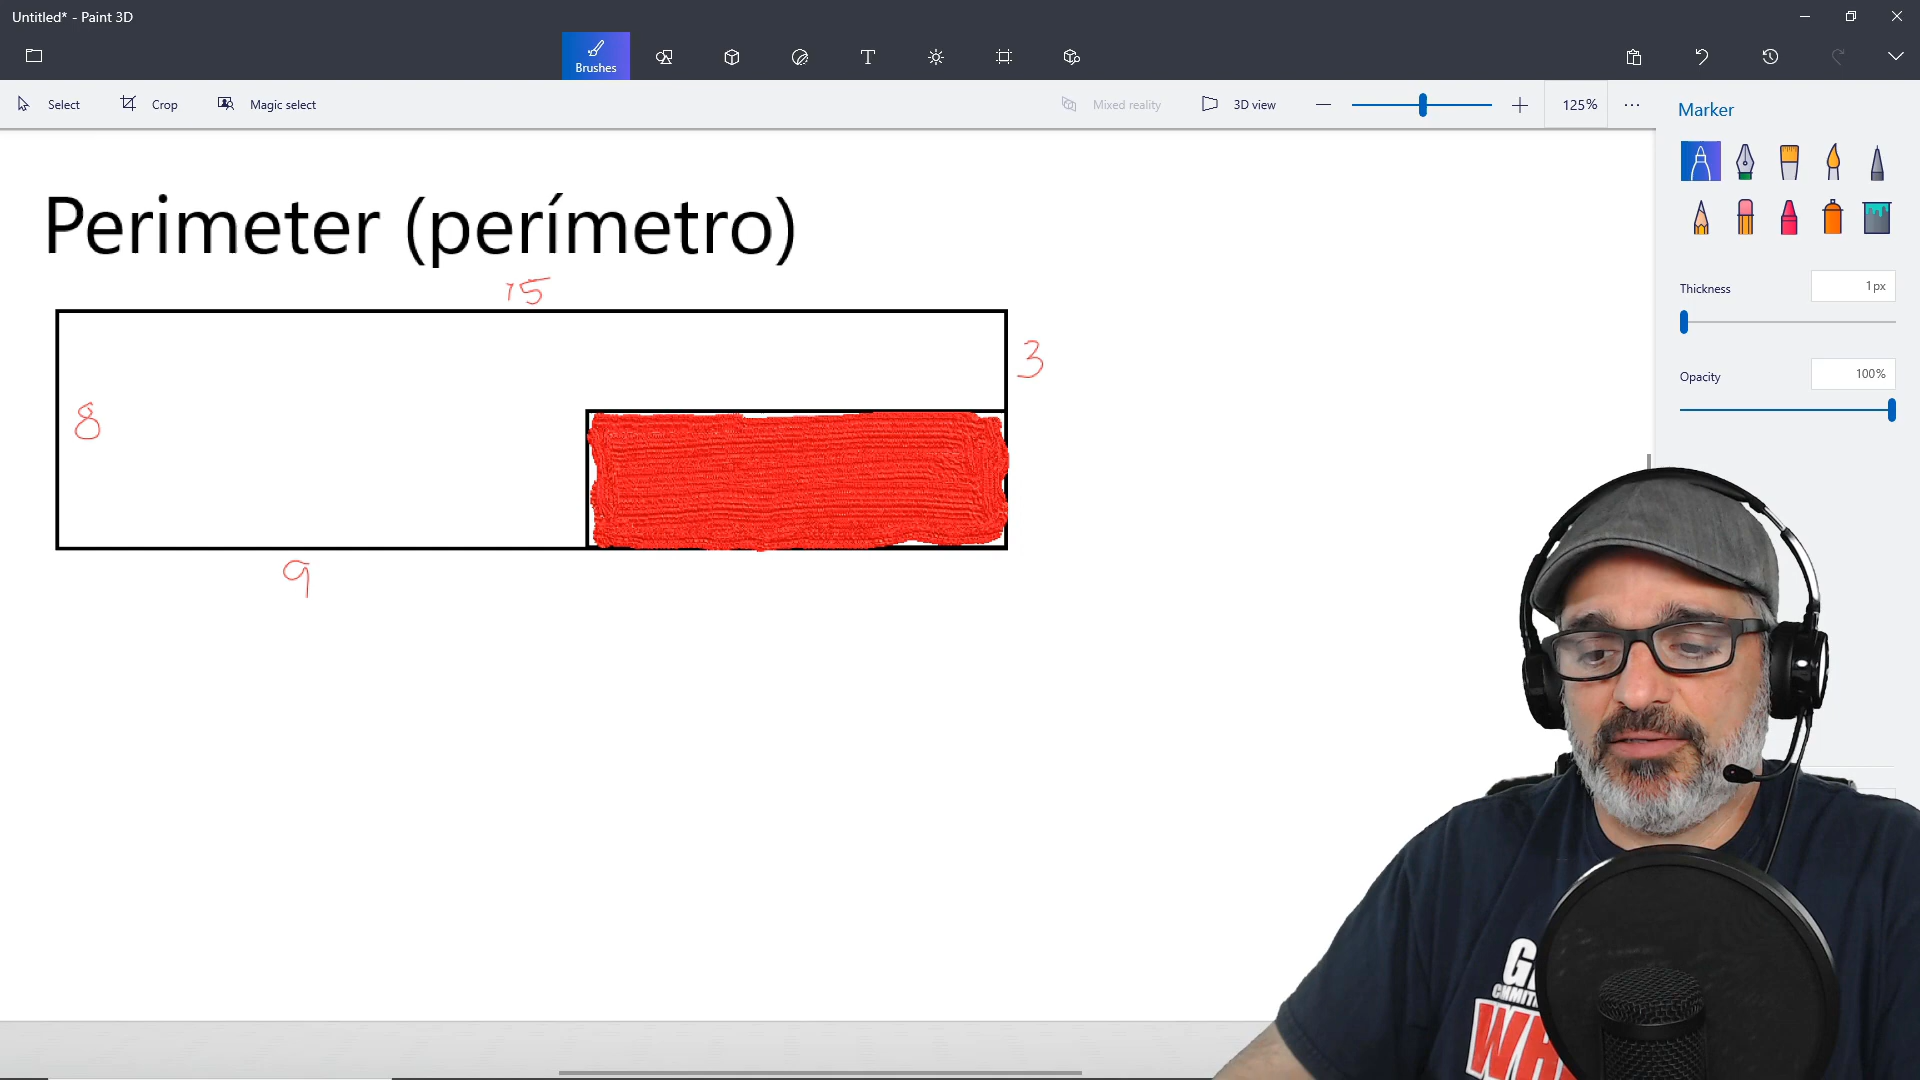 Untitled* - Paint 3D
Brushes
Select
Crop
Magic select
Mixed reality
3D view
125%
Marker
Perimeter (perímetro)
15
3
8
9
Thickness
1px
Opacity
100%